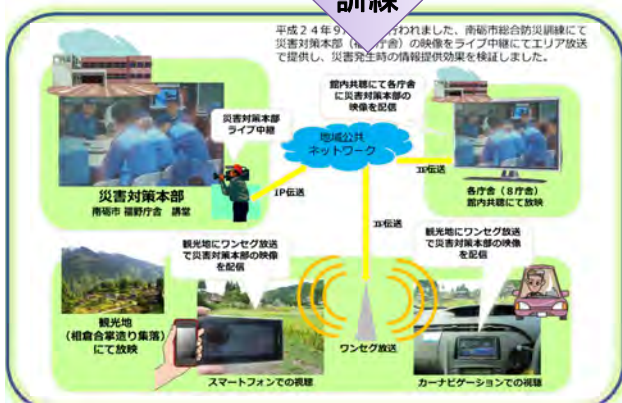 訓練
平成２４年９
行われました、南砺市総合防災訓練にて
災害対策本部（福
庁舎）の映像をライブ中継にてエリア放送
で提供し、災害発生時の情報提供効果を検証しました。
災害対策本部
ライブ中継
館内共聴にて各庁舎
に災害対策本部の
映像を配信
地域公共
ネットワーク
IP伝送
IP伝送
IP伝送
災害対策本部
南砺市 福野庁舎　講堂
各庁舎（８庁舎）
館内共聴にて放映
観光地にワンセグ放送
で災害対策本部の映像
を配信
観光地にワンセグ放送
で災害対策本部の映像
を配信
観光地
（相倉合掌造り集落）
にて放映
ワンセグ放送
スマートフォンでの視聴
カーナビゲーションでの視聴